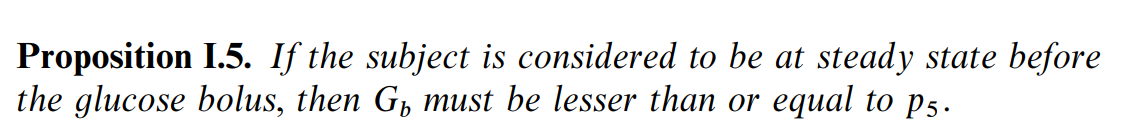 Proposition I.5. If the subject is considered to be at steady state before
the glucose bolus, then G_b must be lesser than or equal to p_5.